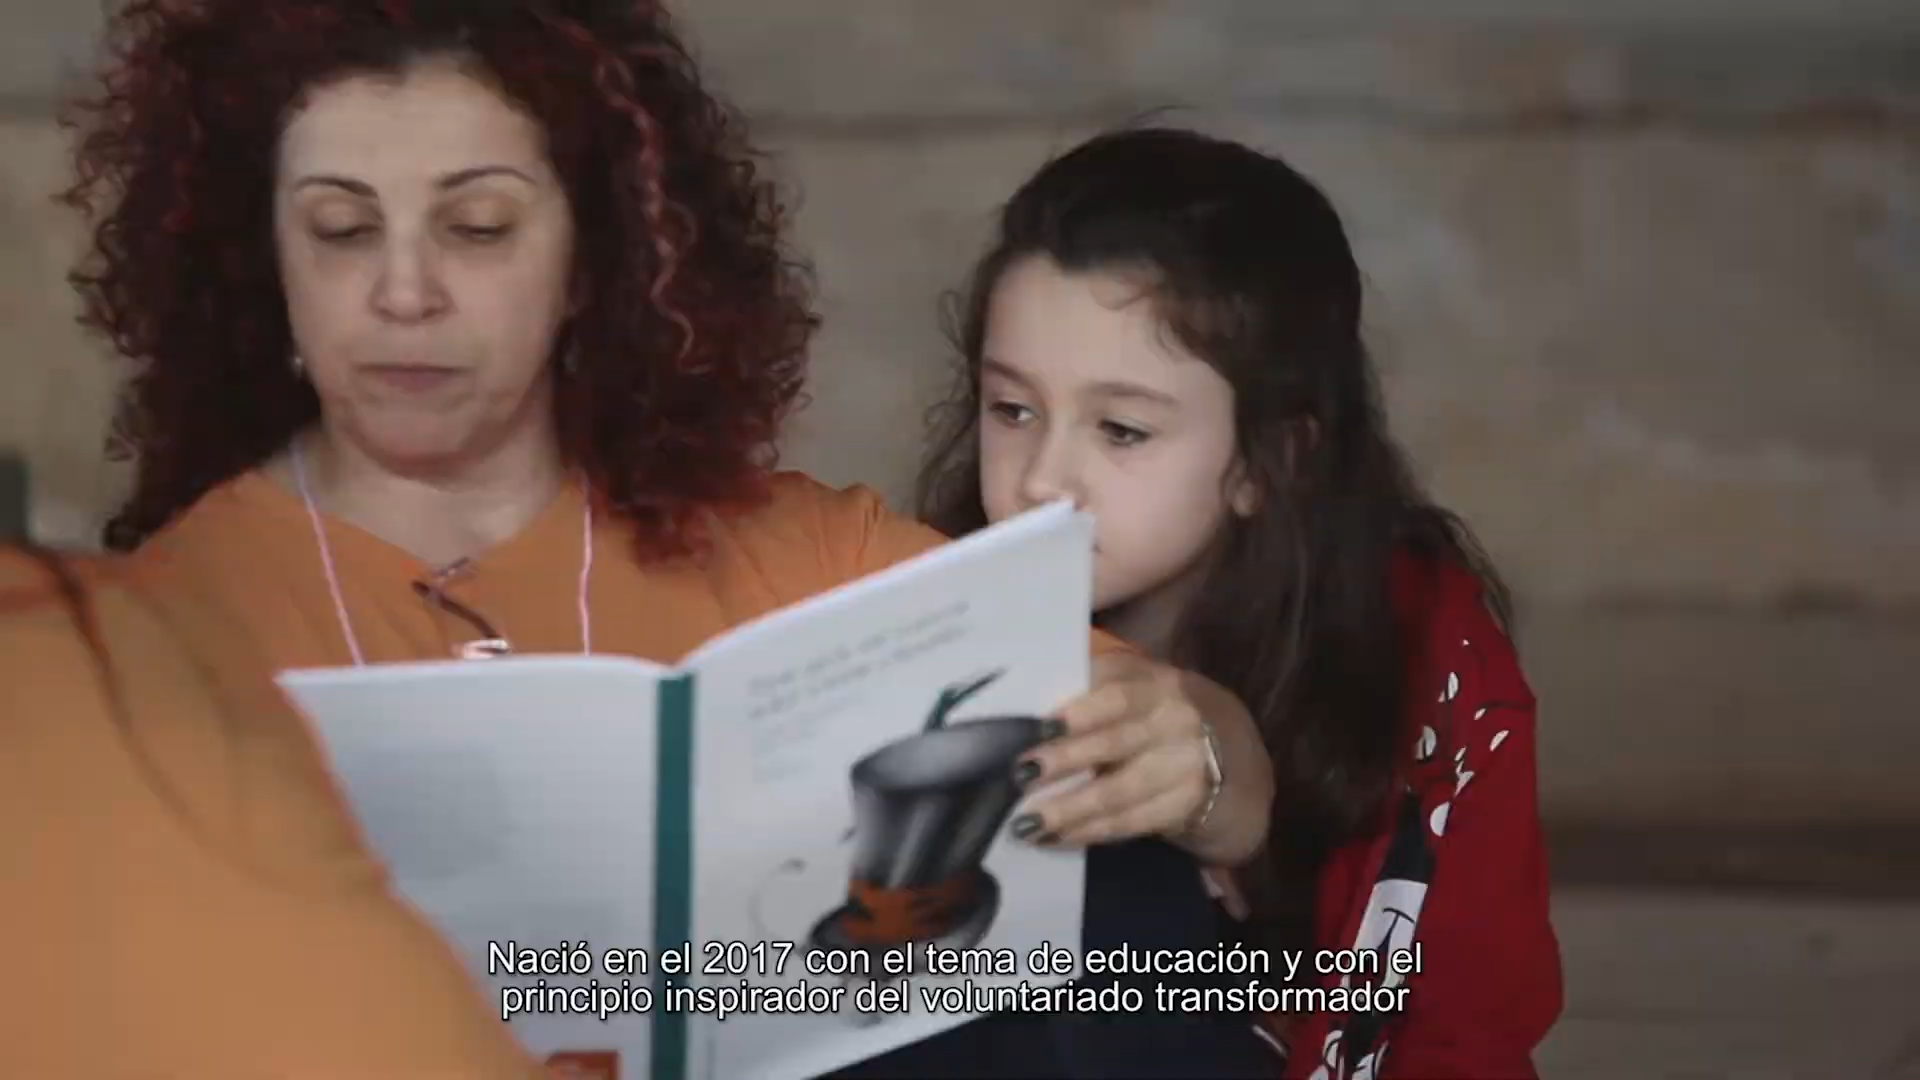 Nació en el 2017 con el tema de educación y con el
principio inspirador del voluntariado transformador